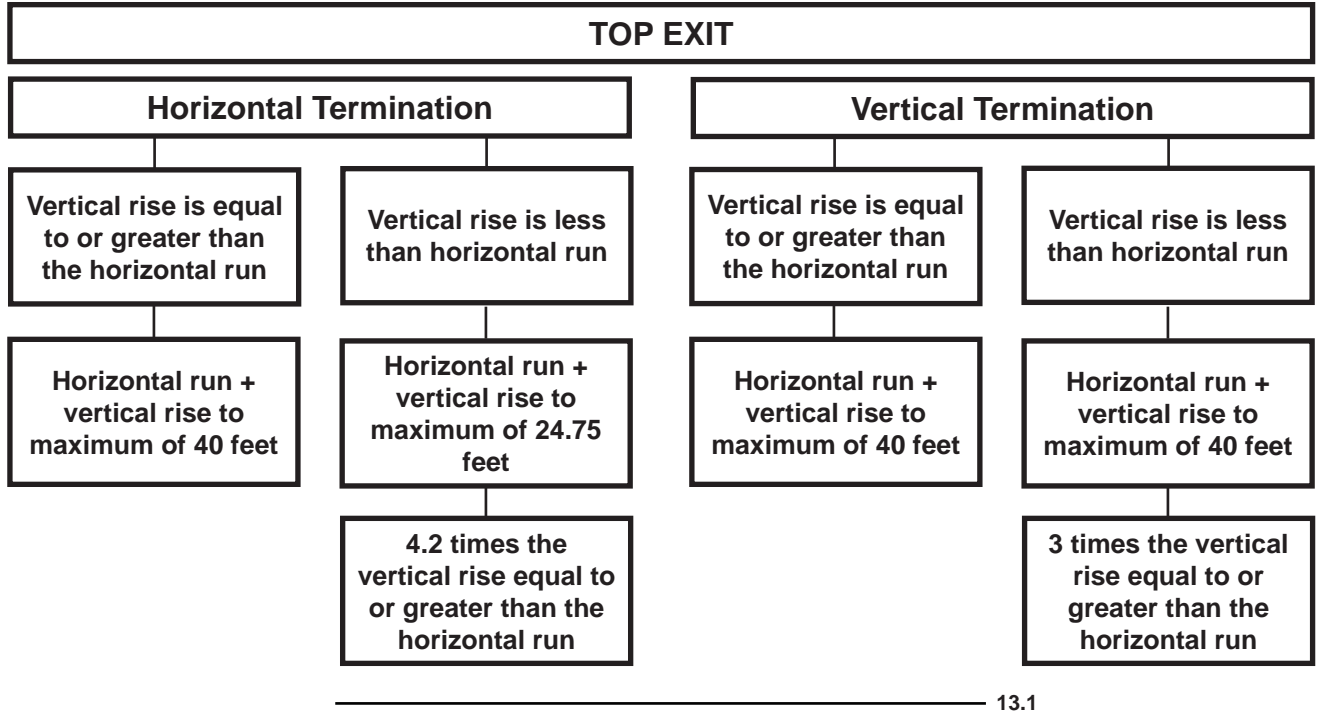 TOP EXIT
Horizontal Termination
Vertical rise is equal
to or greater than
the horizontal run
Horizontal run +
vertical rise to
maximum of 40 feet
Vertical rise is less
than horizontal run
Horizontal run +
vertical rise to
maximum of 24.75
feet
4.2 times the
vertical rise equal to
or greater than the
horizontal run
Vertical Termination
Vertical rise is equal
to or greater than
the horizontal run
Horizontal run +
vertical rise to
maximum of 40 feet
Vertical rise is less
than horizontal run
Horizontal run +
vertical rise to
maximum of 40 feet
3 times the vertical
rise equal to or
greater than the
horizontal run
13.1